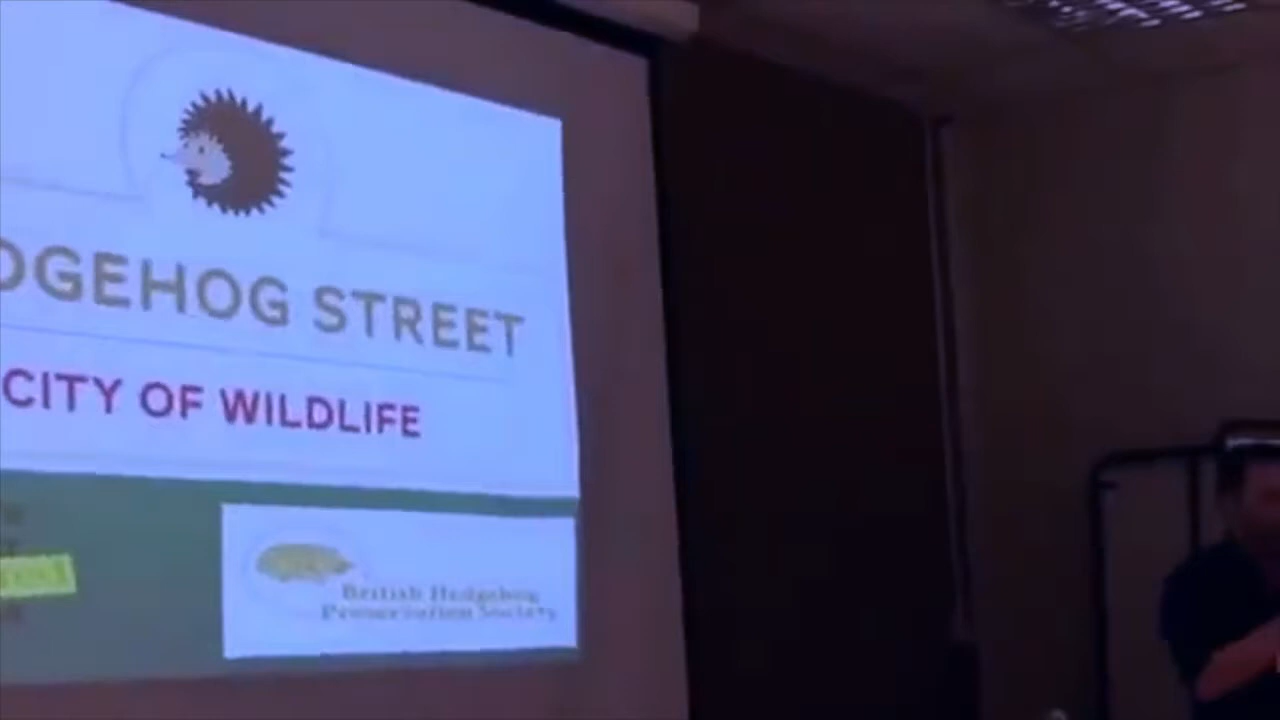 DGEHOG STREET
CITY OF WILDLIFE
British Hedgehog
Preservation Society